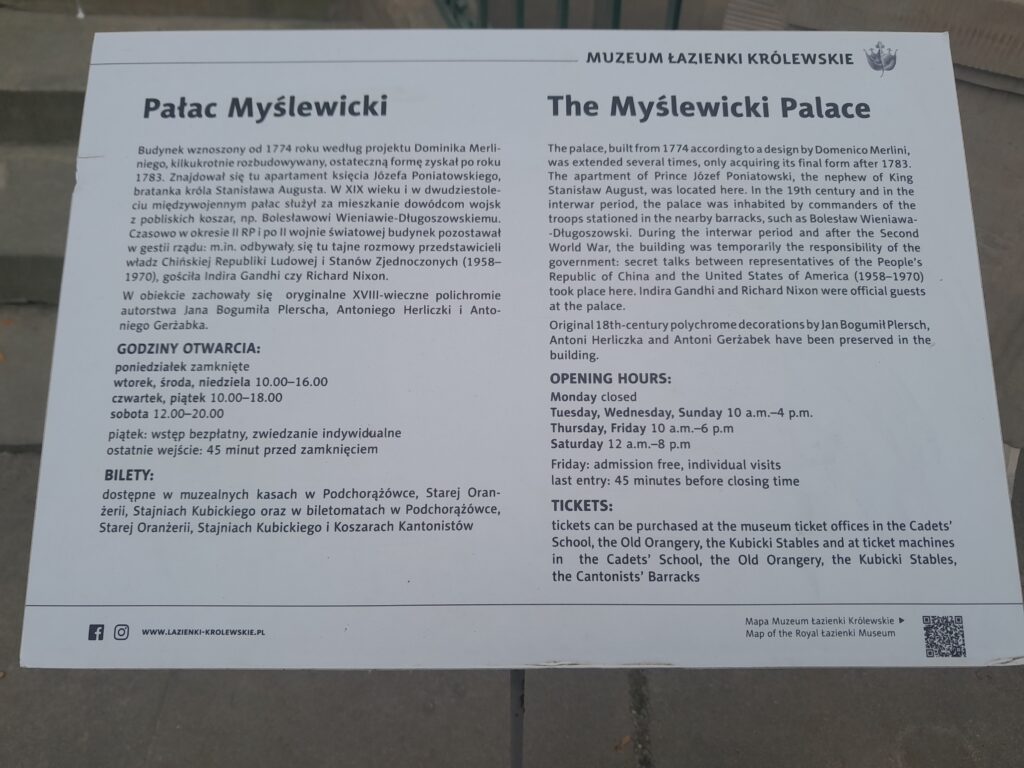 MUZEUM ŁAZIENKI KRÓLEWSKIE
Pałac Myślewicki
Budynek wznoszony od 1774 roku według projektu Dominika Merli-
niego, kilkukrotnie rozbudowywany, ostateczną formę zyskał po roku
1783. Znajdował się tu apartament księcia Józefa Poniatowskiego,
bratanka króla Stanisława Augusta. W XIX wieku i w dwudziestole-
ciu międzywojennym pałac służył za mieszkanie dowódcom wojsk
z pobliskich koszar, np. Bolesławowi Wieniawie-Długoszowskiemu.
Czasowo w okresie II RP i po II wojnie światowej budynek pozostawał
w gestii rządu: m.in. odbywały się tu tajne rozmowy przedstawicieli
władz Chińskiej Republiki Ludowej i Stanów Zjednoczonych (1958–
1970), gościła Indira Gandhi czy Richard Nixon.
W obiekcie zachowały się oryginalne XVIII-wieczne polichromie
autorstwa Jana Bogumiła Plerscha, Antoniego Herliczki i Anto-
niego Gerżabka.
GODZINY OTWARCIA:
poniedziałek zamknięte
wtorek, środa, niedziela 10.00–16.00
czwartek, piątek 10.00–18.00
sobota 12.00–20.00
piątek: wstęp bezpłatny, zwiedzanie indywidualne
ostatnie wejście: 45 minut przed zamknięciem
BILETY:
dostępne w muzealnych kasach w Podchorążówce, Starej Oran-
żerii, Stajniach Kubickiego oraz w biletomatach w Podchorążówce,
Starej Oranżerii, Stajniach Kubickiego i Koszarach Kantonistów
The Myślewicki Palace
The palace, built from 1774 according to a design by Domenico Merlini,
was extended several times, only acquiring its final form after 1783.
The apartment of Prince Józef Poniatowski, the nephew of King
Stanisław August, was located here. In the 19th century and in the
interwar period, the palace was inhabited by commanders of the
troops stationed in the nearby barracks, such as Bolesław Wieniawa-
-Długoszowski. During the interwar period and after the Second
World War, the building was temporarily the responsibility of the
government: secret talks between representatives of the People's
Republic of China and the United States of America (1958–1970)
took place here. Indira Gandhi and Richard Nixon were official guests
at the palace.
Original 18th-century polychrome decorations by Jan Bogumił Plersch,
Antoni Herliczka and Antoni Gerżabek have been preserved in the
building.
OPENING HOURS:
Monday closed
Tuesday, Wednesday, Sunday 10 a.m.–4 p.m.
Thursday, Friday 10 a.m.–6 p.m
Saturday 12 a.m.–8 p.m
Friday: admission free, individual visits
last entry: 45 minutes before closing time
TICKETS:
tickets can be purchased at the museum ticket offices in the Cadets'
School, the Old Orangery, the Kubicki Stables and at ticket machines
in the Cadets' School, the Old Orangery, the Kubicki Stables,
the Cantonists' Barracks
WWW.LAZIENKI-KROLEWSKIE.PL
Mapa Muzeum Łazienki Królewskie ▶
Map of the Royal Łazienki Museum